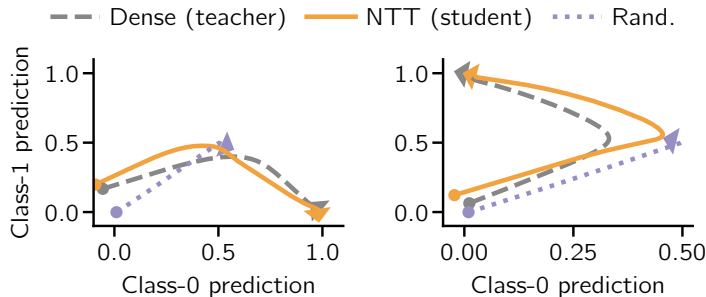 Dense (teacher) NTT (student) Rand.
Class-1 prediction
1.0
0.5
0.0
0.0 0.5 1.0
Class-0 prediction
1.0
0.5
0.0
0.00 0.25 0.50
Class-0 prediction